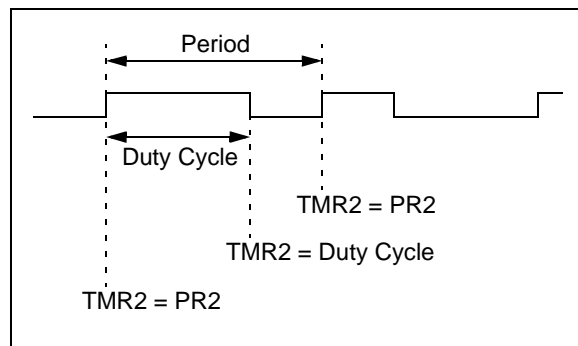 Period
Duty Cycle
TMR2 = PR2
TMR2 = Duty Cycle
TMR2 = PR2